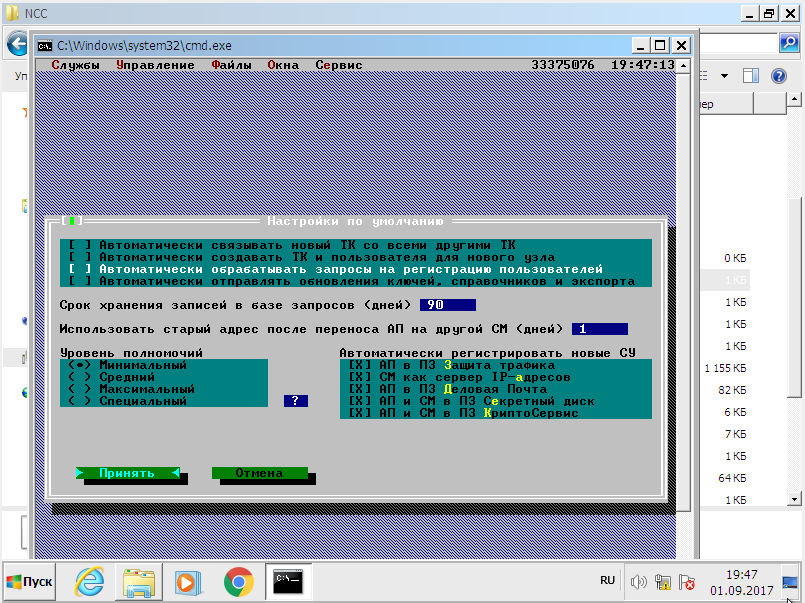 NCC
C:\Windows\system32\cmd.exe
Службы Управление Файлы Окна Сервис 33375076 19:47:13
Уп
ер
[ ] Настройки по умолчанию
[ ] Автоматически связывать новый ТК со всеми другими ТК
[ ] Автоматически создавать ТК и пользователя для нового узла
[ ] Автоматически обрабатывать запросы на регистрацию пользователей
[ ] Автоматически отправлять обновления ключей, справочников и экспорта
Срок хранения записей в базе запросов (дней) 90
Использовать старый адрес после переноса АП на другой СМ (дней) 1
Уровень полномочий
(•) Минимальный
( ) Средний
( ) Максимальный
( ) Специальный
?
Автоматически регистрировать новые СУ
[X] АП в ПЗ Защита трафика
[X] СМ как сервер IP-адресов
[X] АП в ПЗ Деловая Почта
[X] АП и СМ в ПЗ Секретный диск
[X] АП и СМ в ПЗ КриптоСервис
Принять Отмена
0 КБ
1 КБ
1 КБ
1 КБ
1 КБ
1 155 КБ
82 КБ
6 КБ
7 КБ
1 КБ
64 КБ
1 КБ
Пуск
C:\
RU
19:47
01.09.2017